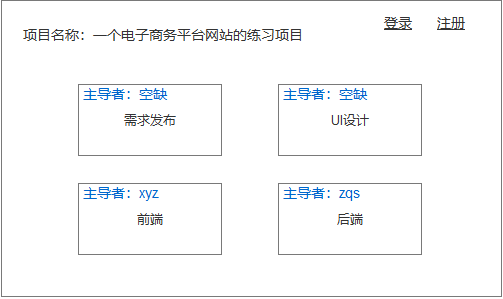 登录 注册
项目名称：一个电子商务平台网站的练习项目
主导者：空缺 主导者：空缺
需求发布 UI设计
主导者：xyz 主导者：zqs
前端 后端